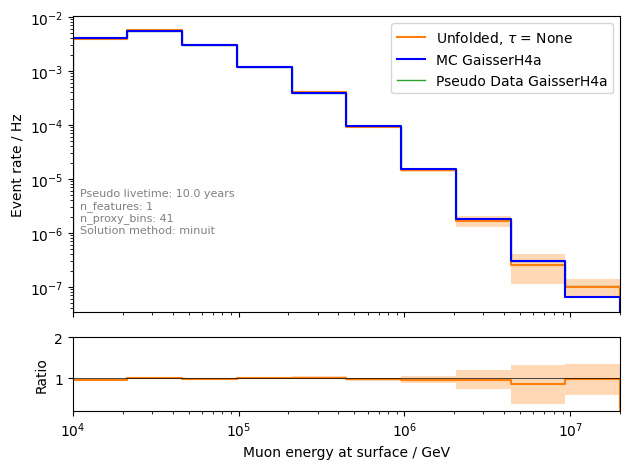 10⁻²
10⁻³
10⁻⁴
10⁻⁵
10⁻⁶
10⁻⁷
Event rate / Hz
Unfolded, τ = None
MC GaisserH4a
Pseudo Data GaisserH4a
Pseudo livetime: 10.0 years
n_features: 1
n_proxy_bins: 41
Solution method: minuit
2
1
Ratio
10⁴
10⁵
10⁶
10⁷
Muon energy at surface / GeV